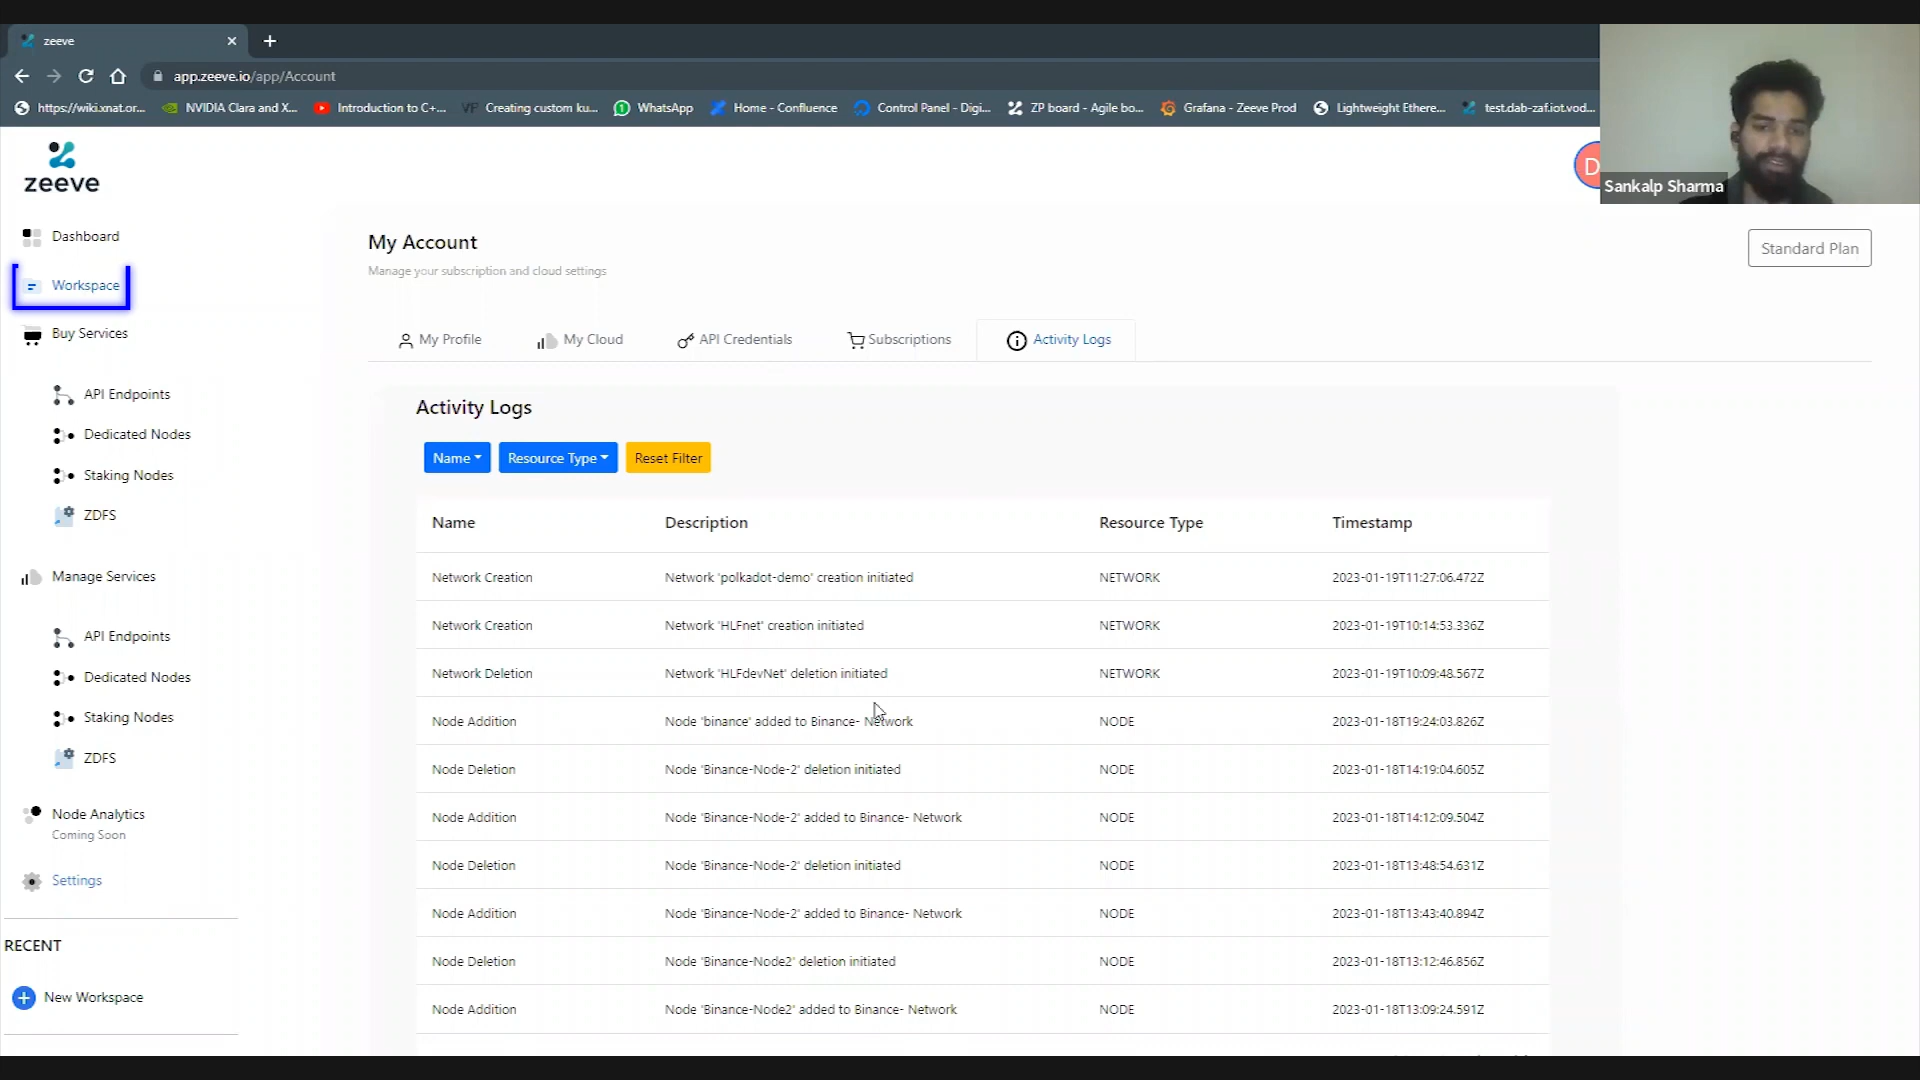 zeeve
app.zeeve.io/app/Account
https://wiki.xnat.or...
NVIDIA Clara and X...
Introduction to C+...
VF Creating custom ku...
WhatsApp
Home - Confluence
Control Panel - Digi...
ZP board - Agile bo...
Grafana - Zeeve Prod
Lightweight Ethere...
test.dab-zaf.iot.vod...
zeeve
D
Sankalp Sharma
Dashboard
Workspace
Buy Services
API Endpoints
Dedicated Nodes
Staking Nodes
ZDFS
Manage Services
API Endpoints
Dedicated Nodes
Staking Nodes
ZDFS
Node Analytics
Coming Soon
Settings
RECENT
New Workspace
My Account
Manage your subscription and cloud settings
Standard Plan
My Profile
My Cloud
API Credentials
Subscriptions
Activity Logs
Activity Logs
Name
Resource Type
Reset Filter
Name Description Resource Type Timestamp
Network Creation Network 'polkadot-demo' creation initiated NETWORK 2023-01-19T11:27:06.472Z
Network Creation Network 'HLFnet' creation initiated NETWORK 2023-01-19T10:14:53.336Z
Network Deletion Network 'HLFdevNet' deletion initiated NETWORK 2023-01-19T10:09:48.567Z
Node Addition Node 'binance' added to Binance- Network NODE 2023-01-18T19:24:03.826Z
Node Deletion Node 'Binance-Node-2' deletion initiated NODE 2023-01-18T14:19:04.605Z
Node Addition Node 'Binance-Node-2' added to Binance- Network NODE 2023-01-18T14:12:09.504Z
Node Deletion Node 'Binance-Node-2' deletion initiated NODE 2023-01-18T13:48:54.631Z
Node Addition Node 'Binance-Node-2' added to Binance- Network NODE 2023-01-18T13:43:40.894Z
Node Deletion Node 'Binance-Node2' deletion initiated NODE 2023-01-18T13:12:46.856Z
Node Addition Node 'Binance-Node2' added to Binance- Network NODE 2023-01-18T13:09:24.591Z